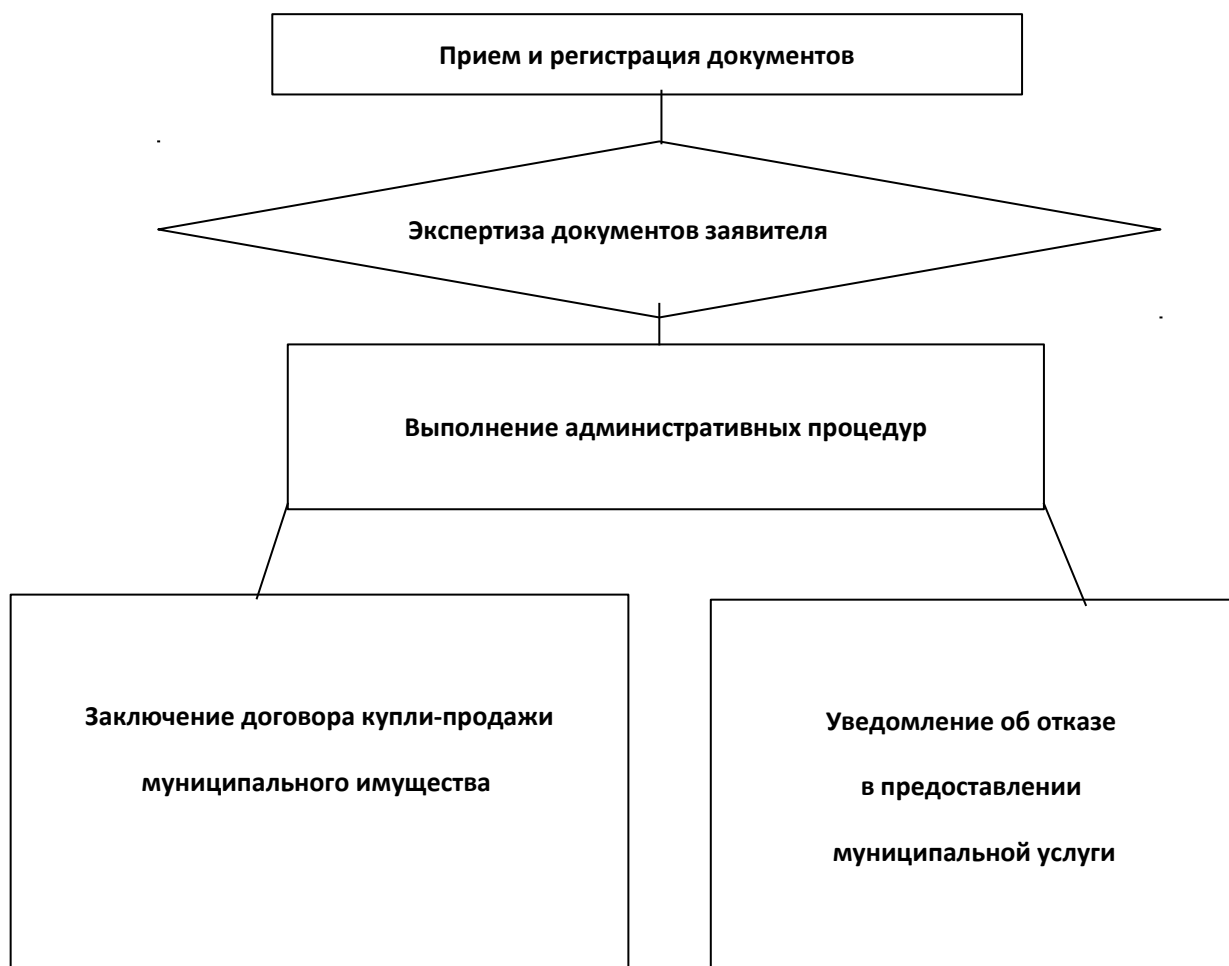 Прием и регистрация документов
Экспертиза документов заявителя
Выполнение административных процедур
Заключение договора купли-продажи
муниципального имущества
Уведомление об отказе
в предоставлении
муниципальной услуги